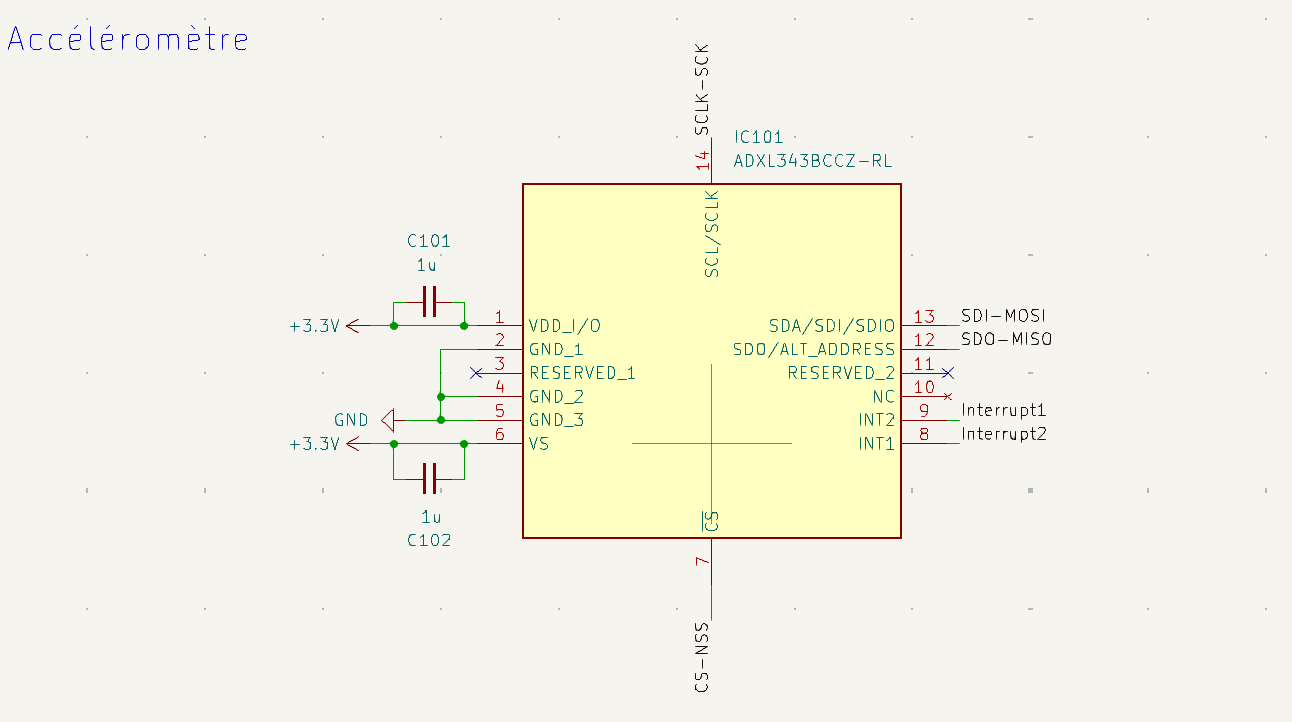 Accéléromètre
SCLK-SCK
14
IC101
ADXL343BCCZ-RL
SCL/SCLK
C101
1u
+3.3V
1
VDD_I/O
2
GND_1
3
RESERVED_1
4
GND_2
GND
5
GND_3
+3.3V
6
VS
1u
C102
SDA/SDI/SDIO
13
SDI-MOSI
SDO/ALT_ADDRESS
12
SDO-MISO
RESERVED_2
11
NC
10
INT2
9
Interrupt1
INT1
8
Interrupt2
CS
7
CS-NSS